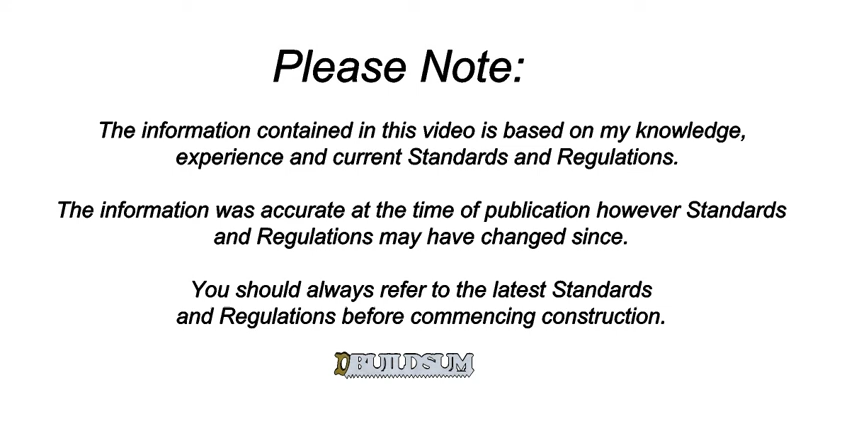 Please Note:
The information contained in this video is based on my knowledge,
experience and current Standards and Regulations.
The information was accurate at the time of publication however Standards
and Regulations may have changed since.
You should always refer to the latest Standards
and Regulations before commencing construction.
BUILDSUM